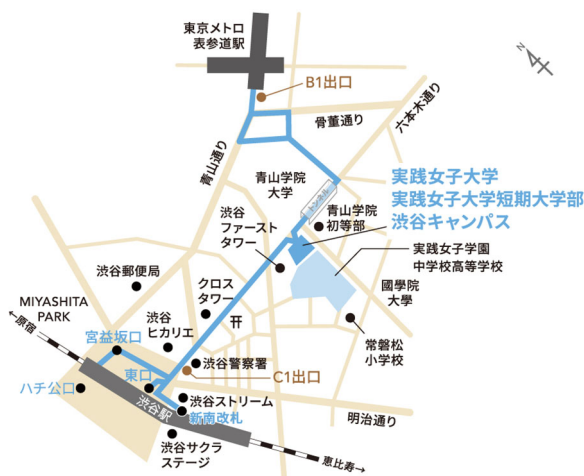 東京メトロ
表参道駅
B1出口
N
骨董通り
六本木通り
青山通り
青山学院
大学
トンネル
実践女子大学
実践女子大学短期大学部
渋谷キャンパス
青山学院
初等部
渋谷
ファースト
タワー
実践女子学園
中学校高等学校
渋谷郵便局
クロス
タワー
國學院
大學
MIYASHITA
PARK
渋谷
ヒカリエ
常磐松
小学校
←原宿
宮益坂口
渋谷警察署
C1出口
ハチ公口
東口
渋谷駅
渋谷ストリーム
新南改札
明治通り
渋谷サクラ
ステージ
恵比寿→